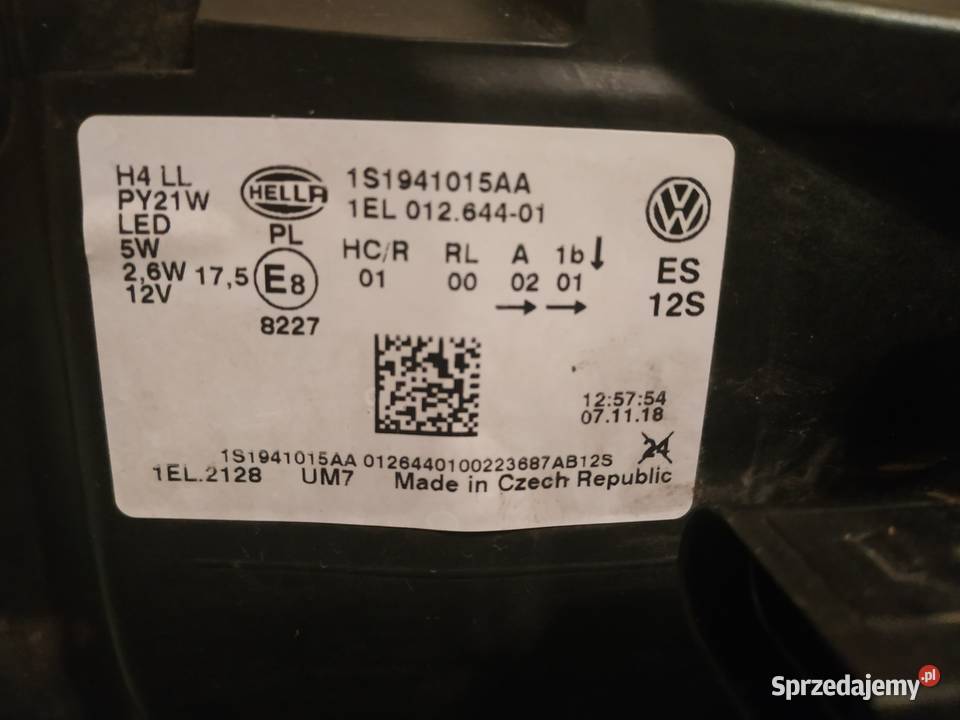 H4 LL
PY21W
LED
5W
2,6W 17,5
12V
HELLA
PL
E8
8227
1S1941015AA
1EL 012.644-01
HC/R RL A 1b↓
01 00 02 01
→ →
VW
ES
12S
12:57:54
07.11.18
24
1S1941015AA 0126440100223687AB12S
1EL.2128 UM7 Made in Czech Republic
Sprzedajemy.pl